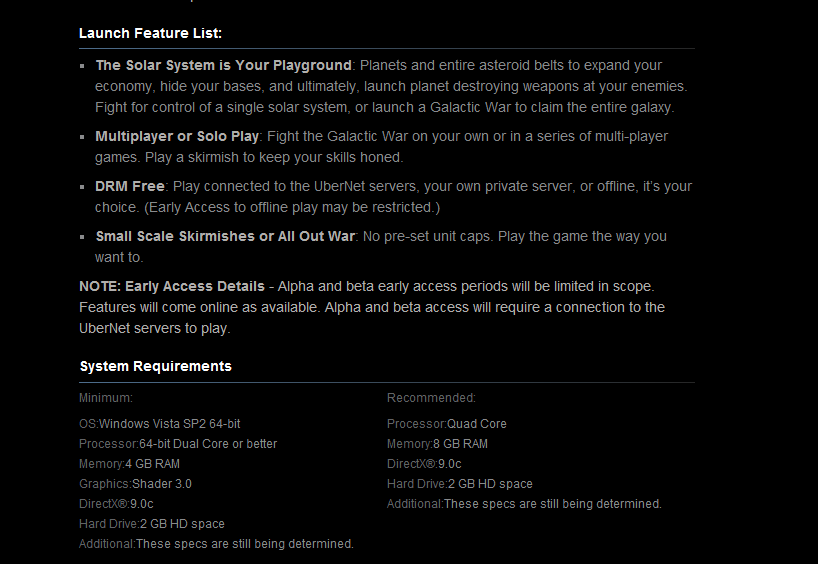 Launch Feature List:
The Solar System is Your Playground: Planets and entire asteroid belts to expand your
economy, hide your bases, and ultimately, launch planet destroying weapons at your enemies.
Fight for control of a single solar system, or launch a Galactic War to claim the entire galaxy.
Multiplayer or Solo Play: Fight the Galactic War on your own or in a series of multi-player
games. Play a skirmish to keep your skills honed.
DRM Free: Play connected to the UberNet servers, your own private server, or offline, it's your
choice. (Early Access to offline play may be restricted.)
Small Scale Skirmishes or All Out War: No pre-set unit caps. Play the game the way you
want to.
NOTE: Early Access Details - Alpha and beta early access periods will be limited in scope.
Features will come online as available. Alpha and beta access will require a connection to the
UberNet servers to play.
System Requirements
Minimum:
OS:Windows Vista SP2 64-bit
Processor:64-bit Dual Core or better
Memory:4 GB RAM
Graphics:Shader 3.0
DirectX®:9.0c
Hard Drive:2 GB HD space
Additional:These specs are still being determined.
Recommended:
Processor:Quad Core
Memory:8 GB RAM
DirectX®:9.0c
Hard Drive:2 GB HD space
Additional:These specs are still being determined.